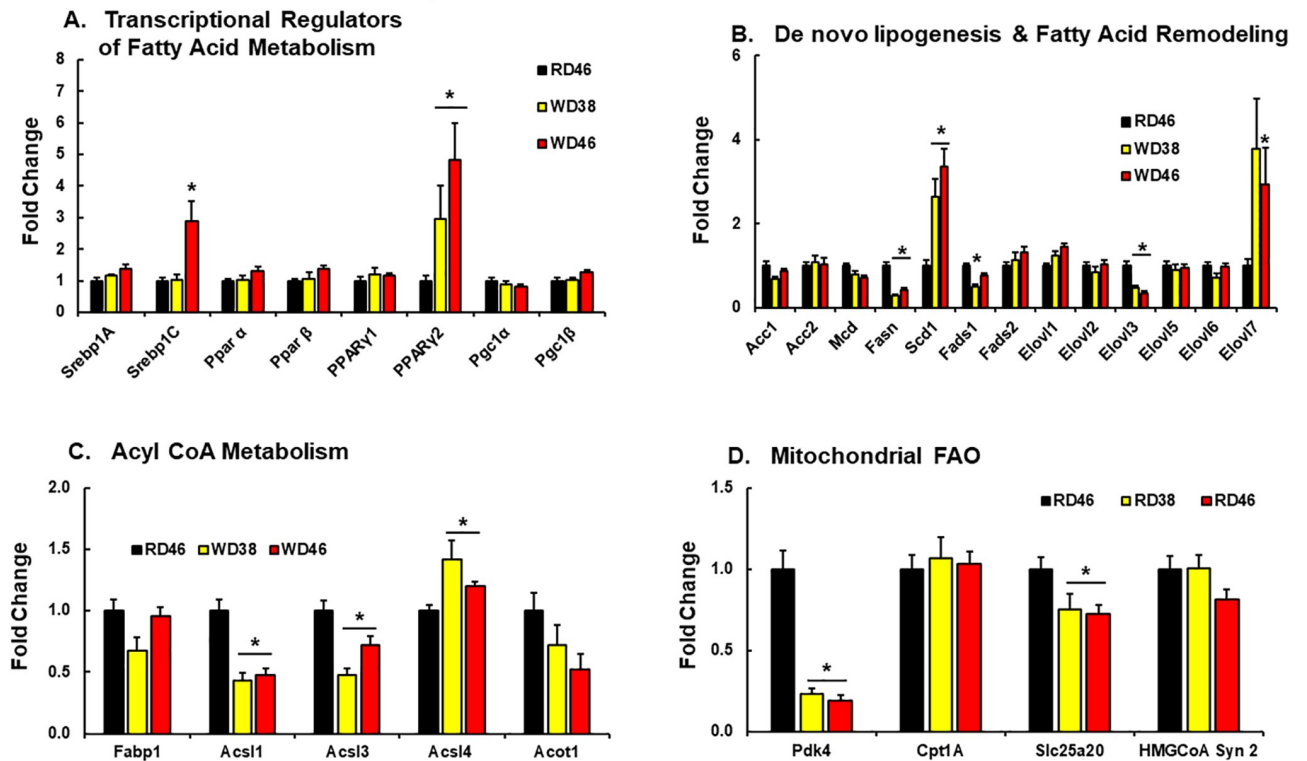 A. Transcriptional Regulators
of Fatty Acid Metabolism
Fold Change
8
7
6
5
4
3
2
1
0
RD46
WD38
WD46
*
*
Srebp1A Srebp1C Ppar α Ppar β PPARγ1 PPARγ2 Pgc1α Pgc1β
B. De novo lipogenesis & Fatty Acid Remodeling
Fold Change
6
4
2
0
RD46
WD38
WD46
*
*
*
*
*
Acc1 Acc2 Mcd Fasn Scd1 Fads1 Fads2 Elovl1 Elovl2 Elovl3 Elovl5 Elovl6 Elovl7
C. Acyl CoA Metabolism
Fold Change
2.0
1.5
1.0
0.5
0.0
RD46 WD38 WD46
*
*
*
Fabp1 Acsl1 Acsl3 Acsl4 Acot1
D. Mitochondrial FAO
Fold Change
1.5
1.0
0.5
0.0
RD46 RD38 RD46
*
*
Pdk4 Cpt1A Slc25a20 HMGCoA Syn 2